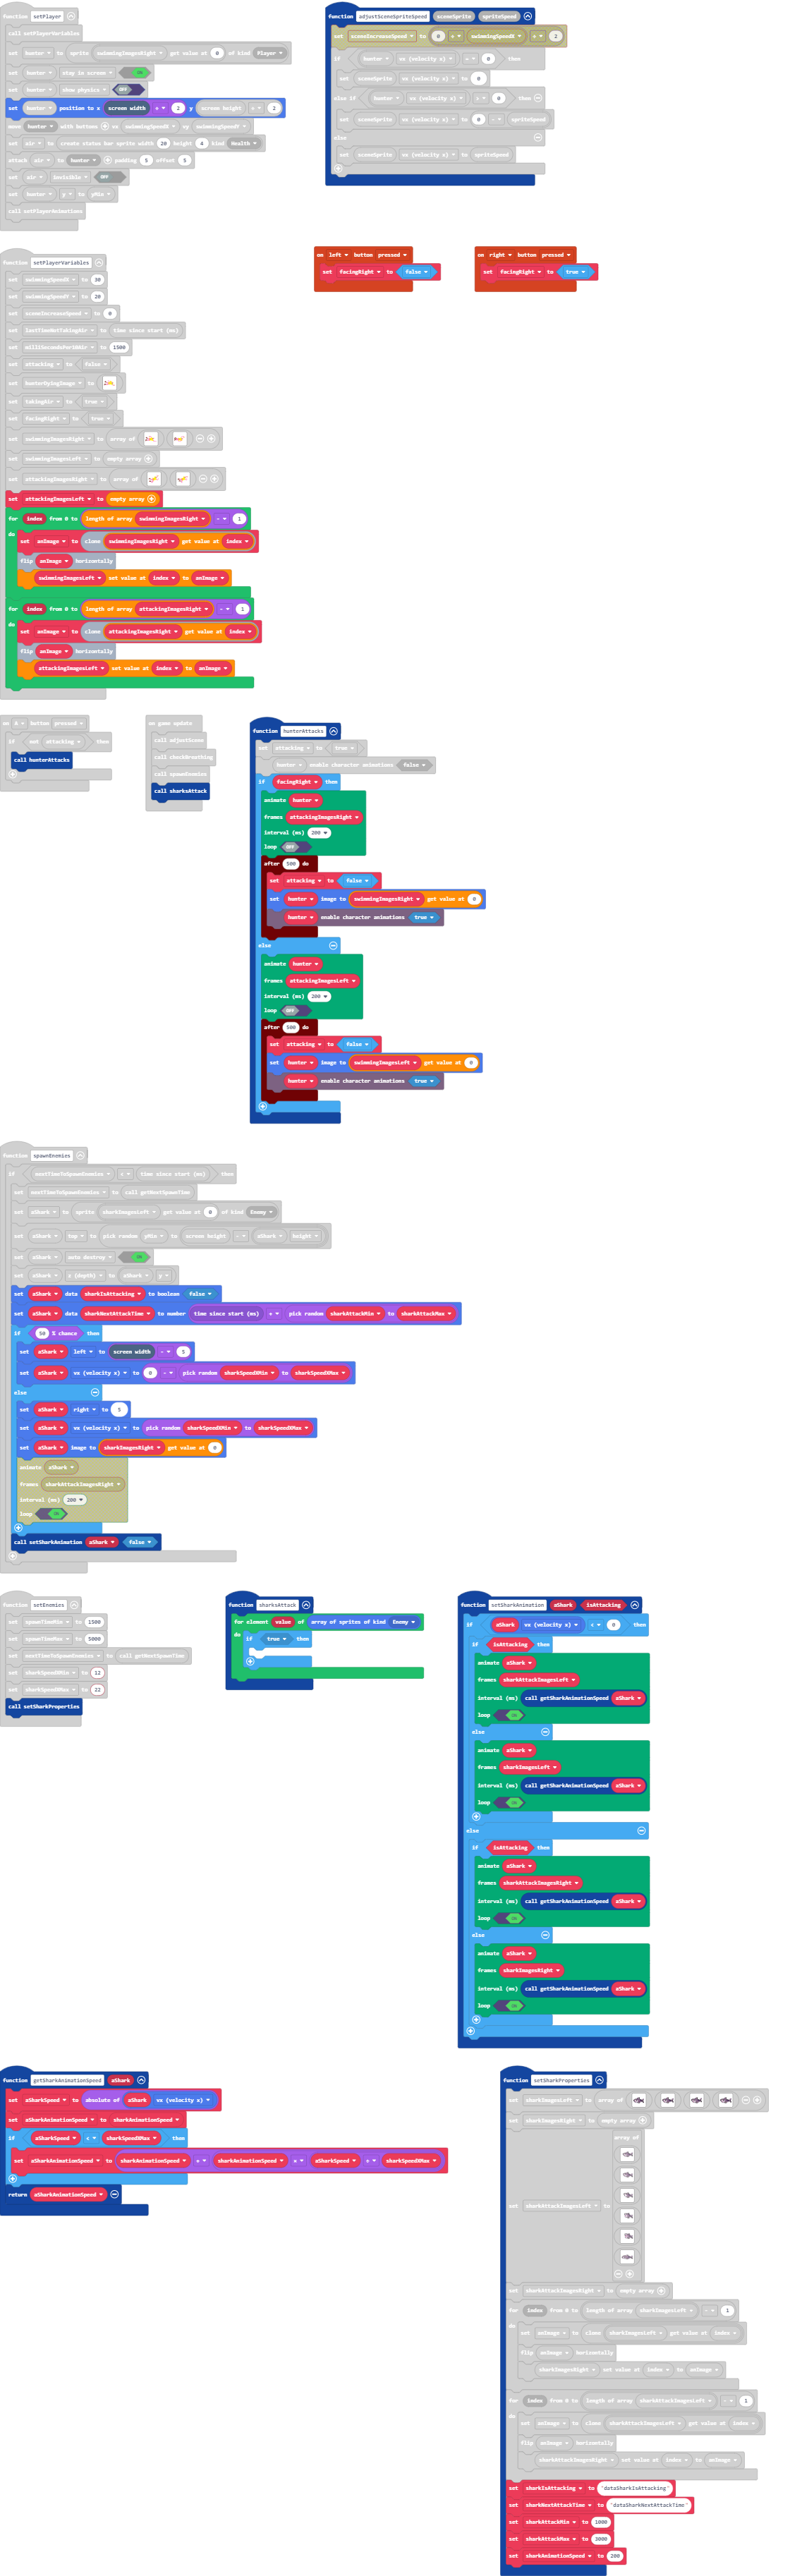 function setPlayer
call setPlayerVariables
set hunter to sprite swimmingImagesRight get value at 0 of kind Player
set hunter stay in screen ON
set hunter show physics OFF
set hunter position to x screen width ÷ 2 y screen height ÷ 2
move hunter with buttons vx swimmingSpeedX vy swimmingSpeedY
set air to create status bar sprite width 20 height 4 kind Health
attach air to hunter padding 5 offset 5
set air invisible OFF
set hunter y to yMin
call setPlayerAnimations
function adjustSceneSpriteSpeed sceneSprite spriteSpeed
set sceneIncreaseSpeed to 0 swimmingSpeedX ÷ 2
if hunter vx (velocity x) = 0 then
set sceneSprite vx (velocity x) to 0
else if hunter vx (velocity x) 0 then
set sceneSprite vx (velocity x) to 0 - spriteSpeed
else
set sceneSprite vx (velocity x) to spriteSpeed
function setPlayerVariables
set swimmingSpeedX to 30
set swimmingSpeedY to 20
set sceneIncreaseSpeed to 0
set lastTimeNotTakingAir to time since start (ms)
set milliSecondsPer10Air to 1500
set attacking to false
set hunterDyingImage to
set takingAir to true
set facingRight to true
set swimmingImagesRight to array of
set swimmingImagesLeft to empty array
set attackingImagesRight to array of
set attackingImagesLeft to empty array
for index from 0 to length of array swimmingImagesRight - 1
do set anImage to clone swimmingImagesRight get value at index
flip anImage horizontally
swimmingImagesLeft set value at index to anImage
for index from 0 to length of array attackingImagesRight - 1
do set anImage to clone attackingImagesRight get value at index
flip anImage horizontally
attackingImagesLeft set value at index to anImage
on left button pressed
set facingRight to false
on right button pressed
set facingRight to true
on A button pressed
if not attacking then
call hunterAttacks
on game update
call adjustScene
call checkBreathing
call spawnEnemies
call sharksAttack
function hunterAttacks
set attacking to true
hunter enable character animations false
if facingRight then
animate hunter
frames attackingImagesRight
interval (ms) 200
loop OFF
after 500 do
set attacking to false
set hunter image to swimmingImagesRight get value at 0
hunter enable character animations true
else
animate hunter
frames attackingImagesLeft
interval (ms) 200
loop OFF
after 500 do
set attacking to false
set hunter image to swimmingImagesLeft get value at 0
hunter enable character animations true
function spawnEnemies
if nextTimeToSpawnEnemies < time since start (ms) then
set nextTimeToSpawnEnemies to call getNextSpawnTime
set aShark to sprite sharkImagesLeft get value at 0 of kind Enemy
set aShark top to pick random yMin to screen height - aShark height
set aShark auto destroy ON
set aShark z (depth) to aShark y
set aShark data sharkIsAttacking to boolean false
set aShark data sharkNextAttackTime to number time since start (ms) + pick random sharkAttackMin to sharkAttackMax
if 50 % chance then
set aShark left to screen width - 5
set aShark vx (velocity x) to 0 - pick random sharkSpeedXMin to sharkSpeedXMax
else
set aShark right to 5
set aShark vx (velocity x) to pick random sharkSpeedXMin to sharkSpeedXMax
set aShark image to sharkImagesRight get value at 0
animate aShark
frames sharkAttackImagesRight
interval (ms) 200
loop ON
call setSharkAnimation aShark false
function setEnemies
set spawnTimeMin to 1500
set spawnTimeMax to 5000
set nextTimeToSpawnEnemies to call getNextSpawnTime
set sharkSpeedXMin to 12
set sharkSpeedXMax to 22
call setSharkProperties
function sharksAttack
for element value of array of sprites of kind Enemy
do if true then
function setSharkAnimation aShark isAttacking
if aShark vx (velocity x) < 0 then
if isAttacking then
animate aShark
frames sharkAttackImagesLeft
interval (ms) call getSharkAnimationSpeed aShark
loop ON
else
animate aShark
frames sharkImagesLeft
interval (ms) call getSharkAnimationSpeed aShark
loop ON
else
if isAttacking then
animate aShark
frames sharkAttackImagesRight
interval (ms) call getSharkAnimationSpeed aShark
loop ON
else
animate aShark
frames sharkImagesRight
interval (ms) call getSharkAnimationSpeed aShark
loop ON
function getSharkAnimationSpeed aShark
set aSharkSpeed to absolute of aShark vx (velocity x)
set aSharkAnimationSpeed to sharkAnimationSpeed
if aSharkSpeed < sharkSpeedXMax then
set aSharkAnimationSpeed to sharkAnimationSpeed + sharkAnimationSpeed × aSharkSpeed ÷ sharkSpeedXMax
return aSharkAnimationSpeed
function setSharkProperties
set sharkImagesLeft to array of
set sharkImagesRight to empty array
array of
set sharkAttackImagesLeft to
set sharkAttackImagesRight to empty array
for index from 0 to length of array sharkImagesLeft - 1
do set anImage to clone sharkImagesLeft get value at index
flip anImage horizontally
sharkImagesRight set value at index to anImage
for index from 0 to length of array sharkAttackImagesLeft - 1
do set anImage to clone sharkAttackImagesLeft get value at index
flip anImage horizontally
sharkAttackImagesRight set value at index to anImage
set sharkIsAttacking to "dataSharkIsAttacking"
set sharkNextAttackTime to "dataSharkNextAttackTime"
set sharkAttackMin to 1000
set sharkAttackMax to 3000
set sharkAnimationSpeed to 200